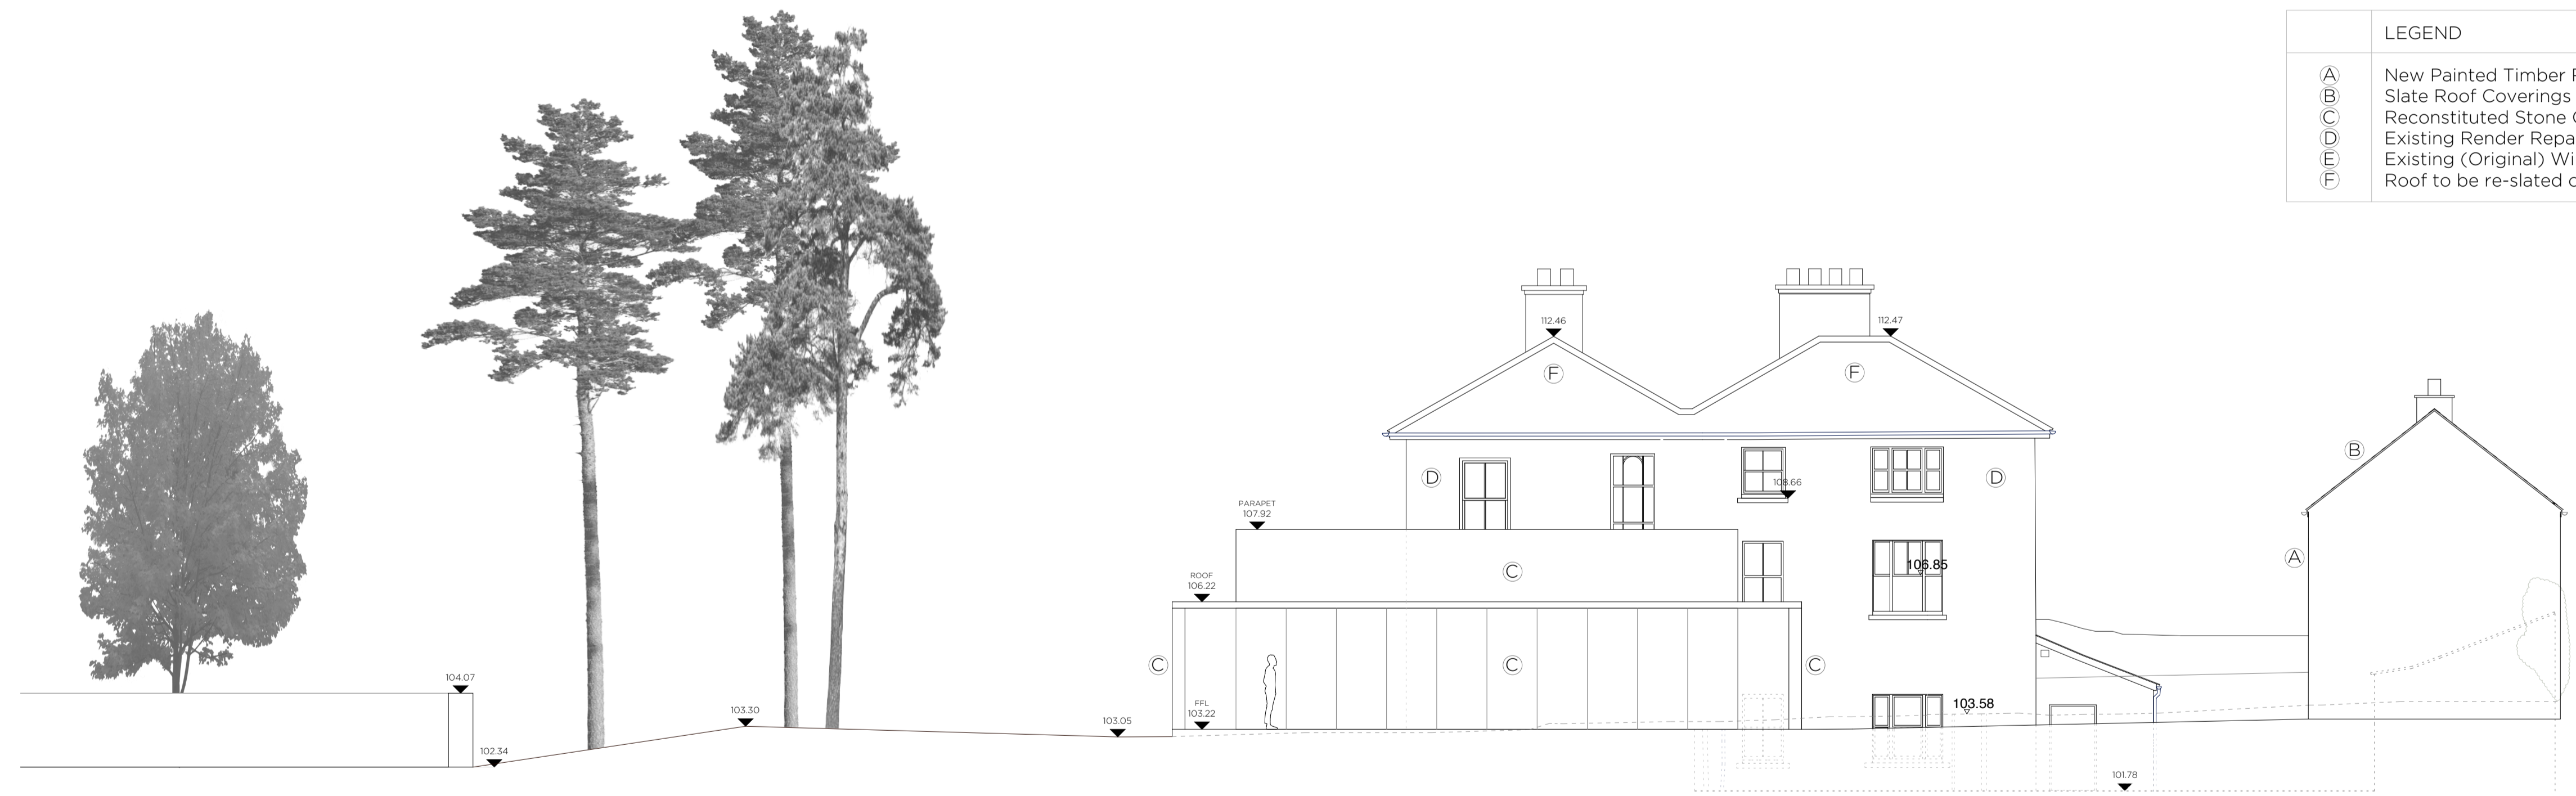 LEGEND
A New Painted Timber
B Slate Roof Coverings
C Reconstituted Stone
D Existing Render
E Existing (Original)
F Roof to be re-slated
112.46
112.47
F
F
B
D
108.66
D
PARAPET
107.92
A
106.85
C
ROOF
106.22
C
C
C
104.07
FFL
103.22
103.58
103.30
103.05
102.34
101.78